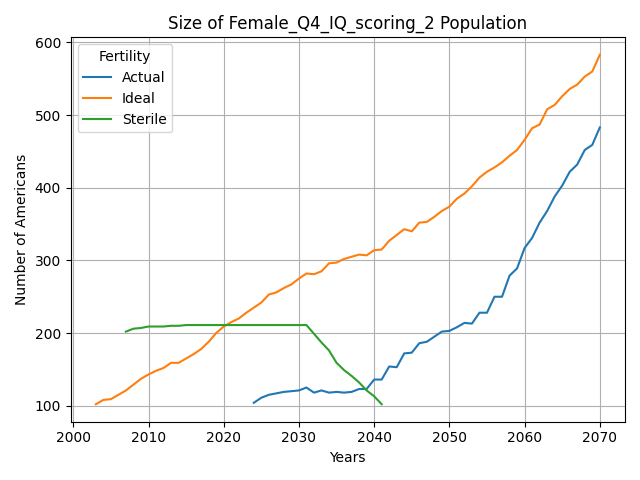 Size of Female_Q4_IQ_scoring_2 Population
Number of Americans
600
500
400
300
200
100
Fertility
Actual
Ideal
Sterile
2000 2010 2020 2030 2040 2050 2060 2070
Years